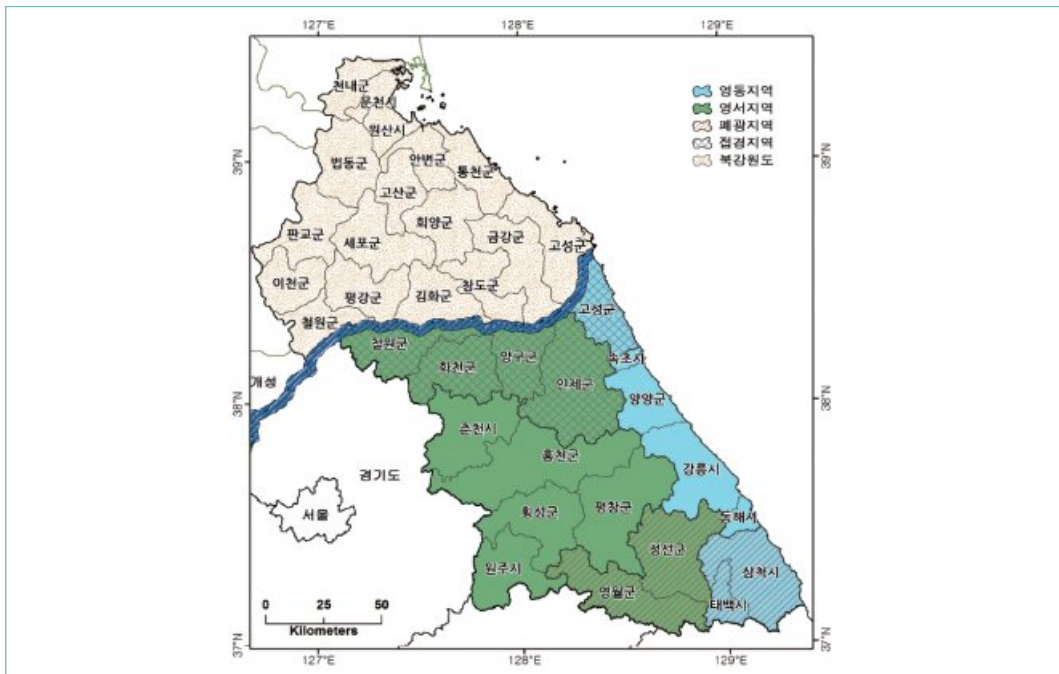 127°E 128°E 129°E
영동지역
영서지역
폐광지역
접경지역
북강원도
천내군
문천시
원산시
법동군
안변군
통천군
고산군
회양군
판교군
세포군
금강군
고성군
이천군
평강군
김화군
창도군
철원군
39°N 39°N
고성군
철원군
화천군
양구군
인제군
속초시
개성
양양군
38°N 38°N
춘천시
홍천군
강릉시
경기도
서울
횡성군
평창군
동해시
정선군
원주시
삼척시
영월군
태백시
0 25 50
Kilometers
37°N 37°N
127°E 128°E 129°E